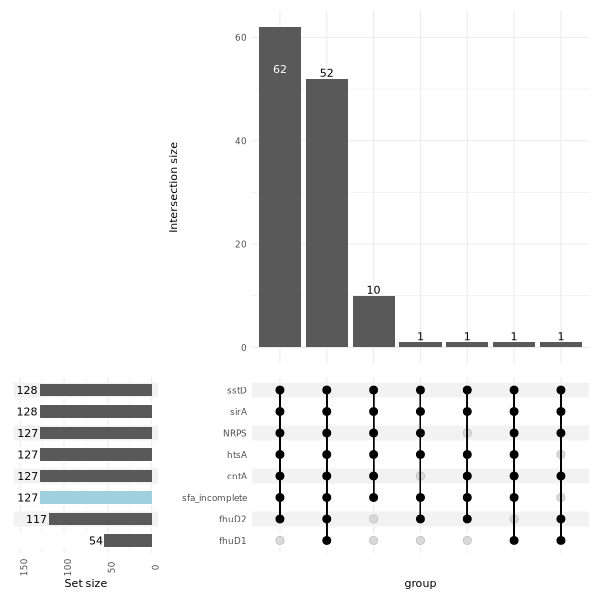 60
40
20
0
Intersection size
62
52
10
1
1
1
1
128
128
127
127
127
127
117
54
150
100
50
0
Set size
sstD
sirA
NRPS
htsA
cntA
sfa_incomplete
fhuD2
fhuD1
group